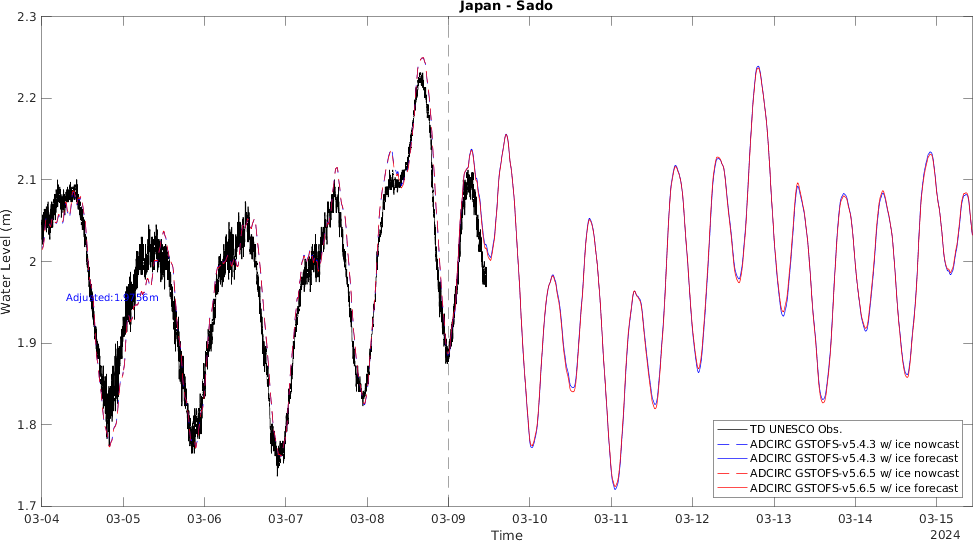 Japan - Sado
2.3
2.2
2.1
2
1.9
1.8
1.7
Water Level (m)
TD UNESCO Obs.
ADCIRC GSTOFS-v5.4.3 w/ ice nowcast
ADCIRC GSTOFS-v5.4.3 w/ ice forecast
ADCIRC GSTOFS-v5.6.5 w/ ice nowcast
ADCIRC GSTOFS-v5.6.5 w/ ice forecast
03-04 03-05 03-06 03-07 03-08 03-09 03-10 03-11 03-12 03-13 03-14 03-15
Time
2024